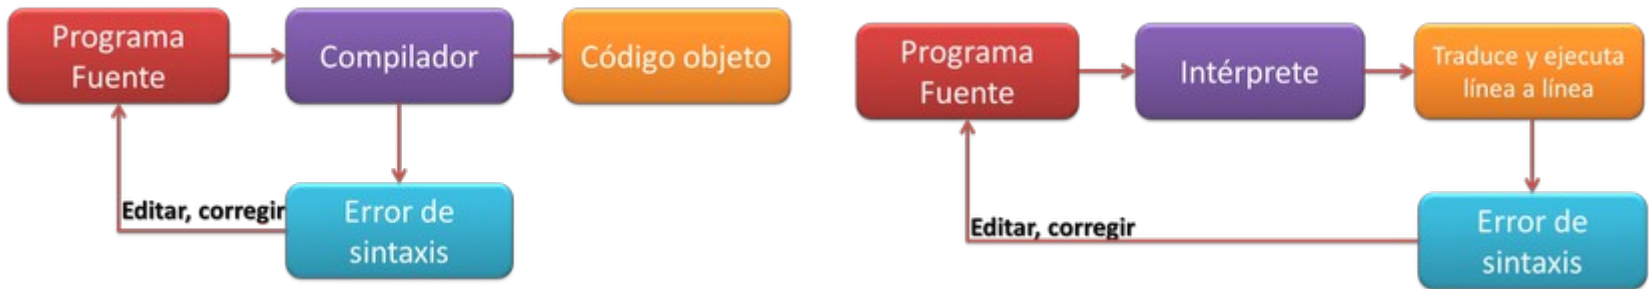 Programa
Fuente
Compilador
Código objeto
Editar, corregir
Error de
sintaxis
Programa
Fuente
Intérprete
Traduce y ejecuta
línea a línea
Editar, corregir
Error de
sintaxis